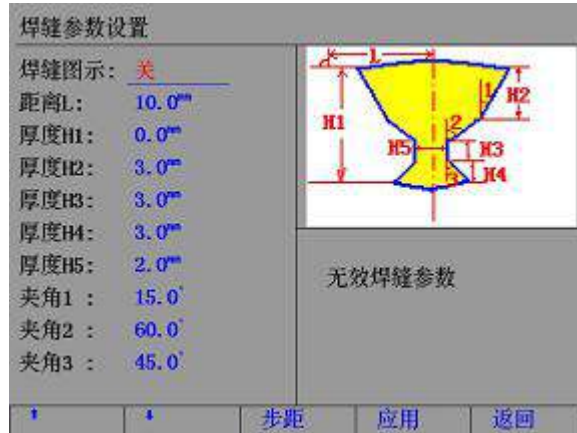 焊缝参数设置
焊缝图示: 关
距离L: 10.0mm
厚度H1: 0.0mm
厚度H2: 3.0mm
厚度H3: 3.0mm
厚度H4: 3.0mm
厚度H5: 2.0mm
夹角1 : 15.0°
夹角2 : 60.0°
夹角3 : 45.0°
L
H1
1
H2
2
H5
H3
3
H4
无效焊缝参数
步距 应用 返回